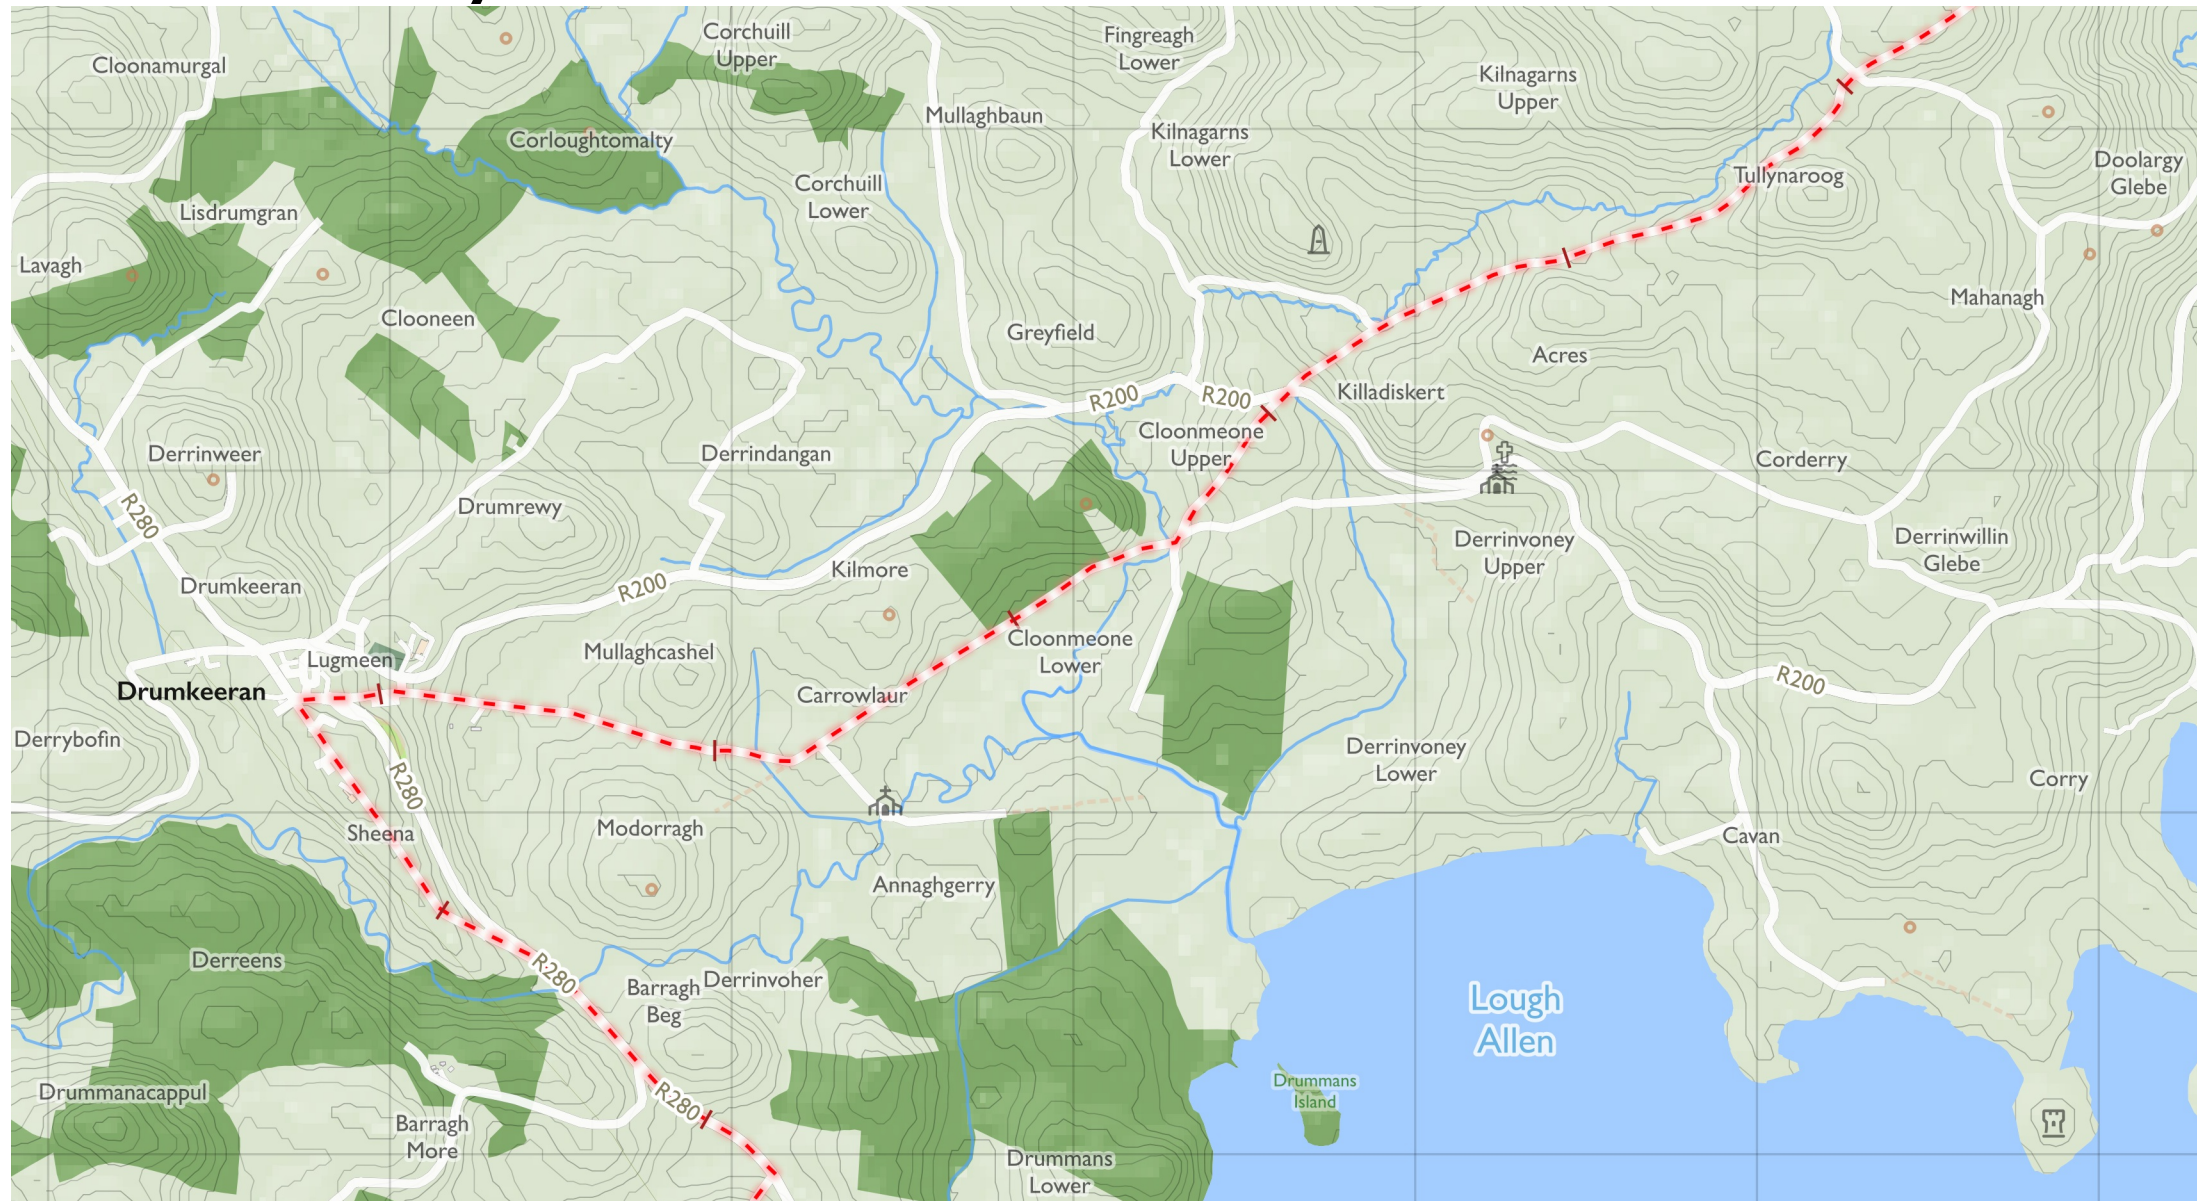 Corchuill
Upper
Fingreagh
Lower
Cloonamurgal
Kilnagarns
Upper
Mullaghbaun
Kilnagarns
Lower
Corloughtomalty
Doolargy
Glebe
Tullynaroog
Corchuill
Lower
Lisdrumgran
Lavagh
Mahanagh
Clooneen
Greyfield
Acres
Killadiskert
R200
R200
Cloonmeone
Upper
Derrinweer
Derrindangan
Corderry
Drumrewy
R280
Derrinvoney
Upper
Derrinwillin
Glebe
Kilmore
Drumkeeran
R200
Cloonmeone
Lower
Mullaghcashel
Lugmeen
Drumkeeran
Carrowlaur
R200
Derrybofin
Derrinvoney
Lower
Corry
R280
Sheena
Modorragh
Cavan
Annaghgerry
Derreens
R280
Barragh
Beg
Derrinvoher
Lough
Allen
Drummanacappul
Drummans
Island
R280
Barragh
More
Drummans
Lower